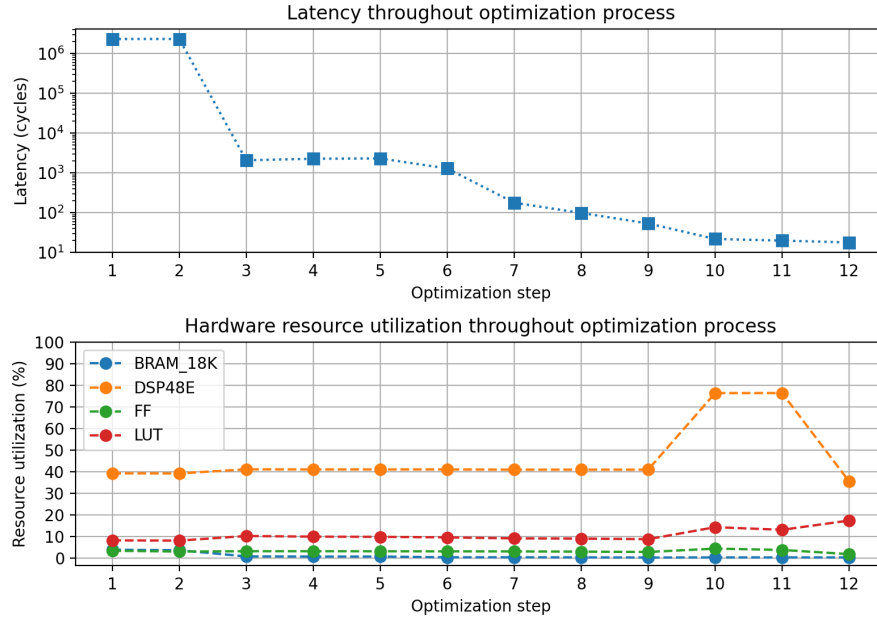 Latency throughout optimization process
Latency (cycles)
10^6
10^5
10^4
10^3
10^2
10^1
1 2 3 4 5 6 7 8 9 10 11 12
Optimization step
Hardware resource utilization throughout optimization process
Resource utilization (%)
100
90
80
70
60
50
40
30
20
10
0
BRAM_18K
DSP48E
FF
LUT
1 2 3 4 5 6 7 8 9 10 11 12
Optimization step